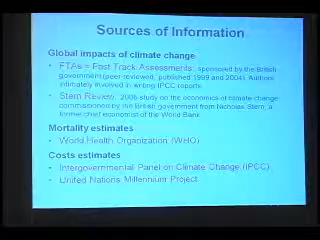 Sources of Information
Global impacts of climate change
• FTAs = Fast Track Assessments: sponsored by the British
government (peer-reviewed, published 1999 and 2004). Authors
intimately involved in writing IPCC reports.
• Stern Review: 2006 study on the economics of climate change
commissioned by the British government from Nicholas Stern, a
former chief economist of the World Bank
Mortality estimates
• World Health Organization (WHO)
Costs estimates
• Intergovernmental Panel on Climate Change (IPCC)
• United Nations Millennium Project